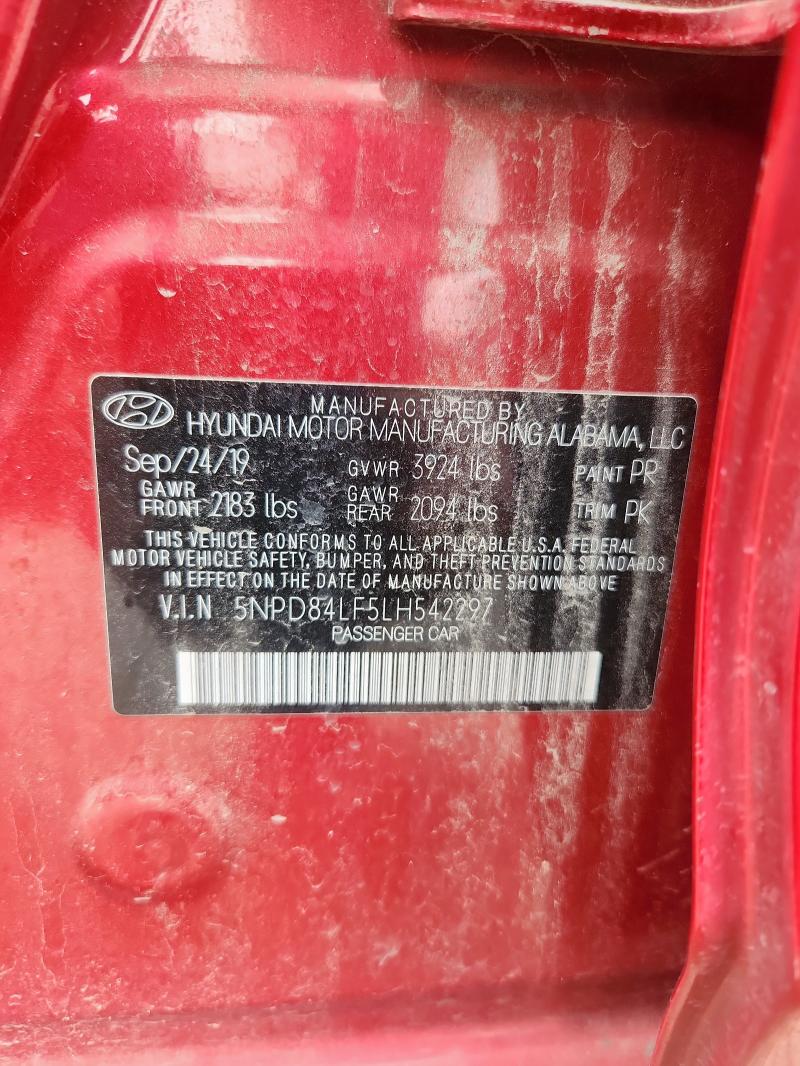 MANUFACTURED BY
HYUNDAI MOTOR MANUFACTURING ALABAMA, LLC
Sep/24/19 GVWR 3924 lbs PAINT PR
GAWR FRONT 2183 lbs GAWR REAR 2094 lbs TRIM PK
THIS VEHICLE CONFORMS TO ALL APPLICABLE U.S.A. FEDERAL
MOTOR VEHICLE SAFETY, BUMPER, AND THEFT PREVENTION STANDARDS
IN EFFECT ON THE DATE OF MANUFACTURE SHOWN ABOVE
V.I.N 5NPD84LF5LH542297
PASSENGER CAR